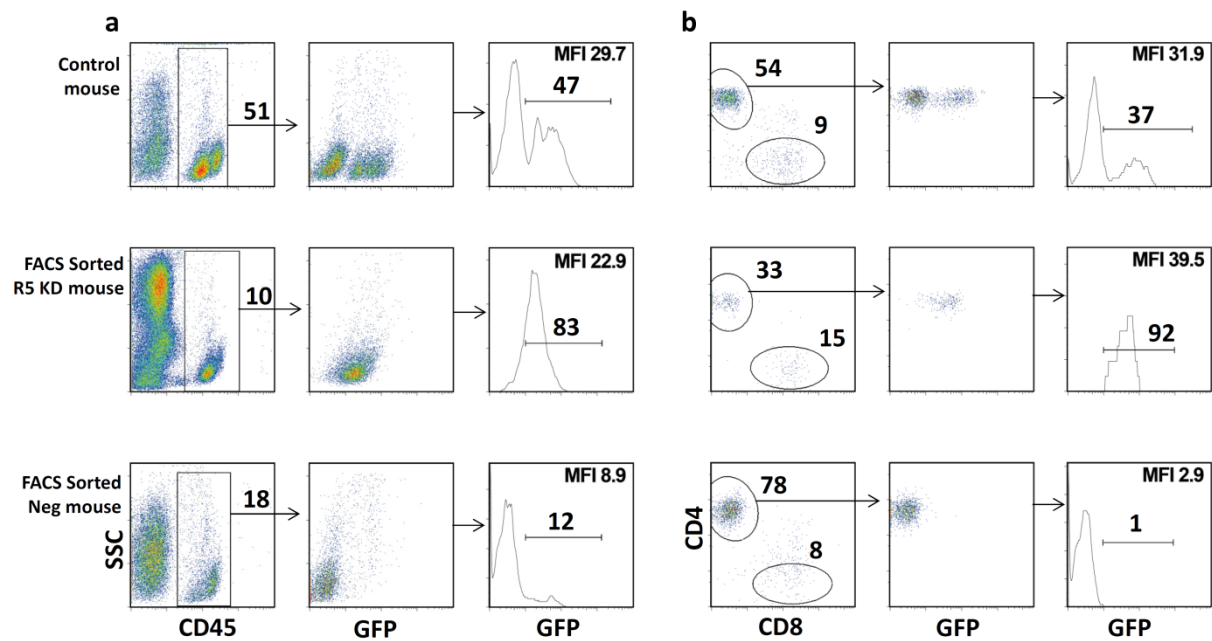 a
b
Control
mouse
51
MFI 29.7
47
54
9
MFI 31.9
37
FACS Sorted
R5 KD mouse
10
MFI 22.9
83
33
15
MFI 39.5
92
FACS Sorted
Neg mouse
18
MFI 8.9
12
78
8
MFI 2.9
1
SSC
CD4
CD45
GFP
GFP
CD8
GFP
GFP